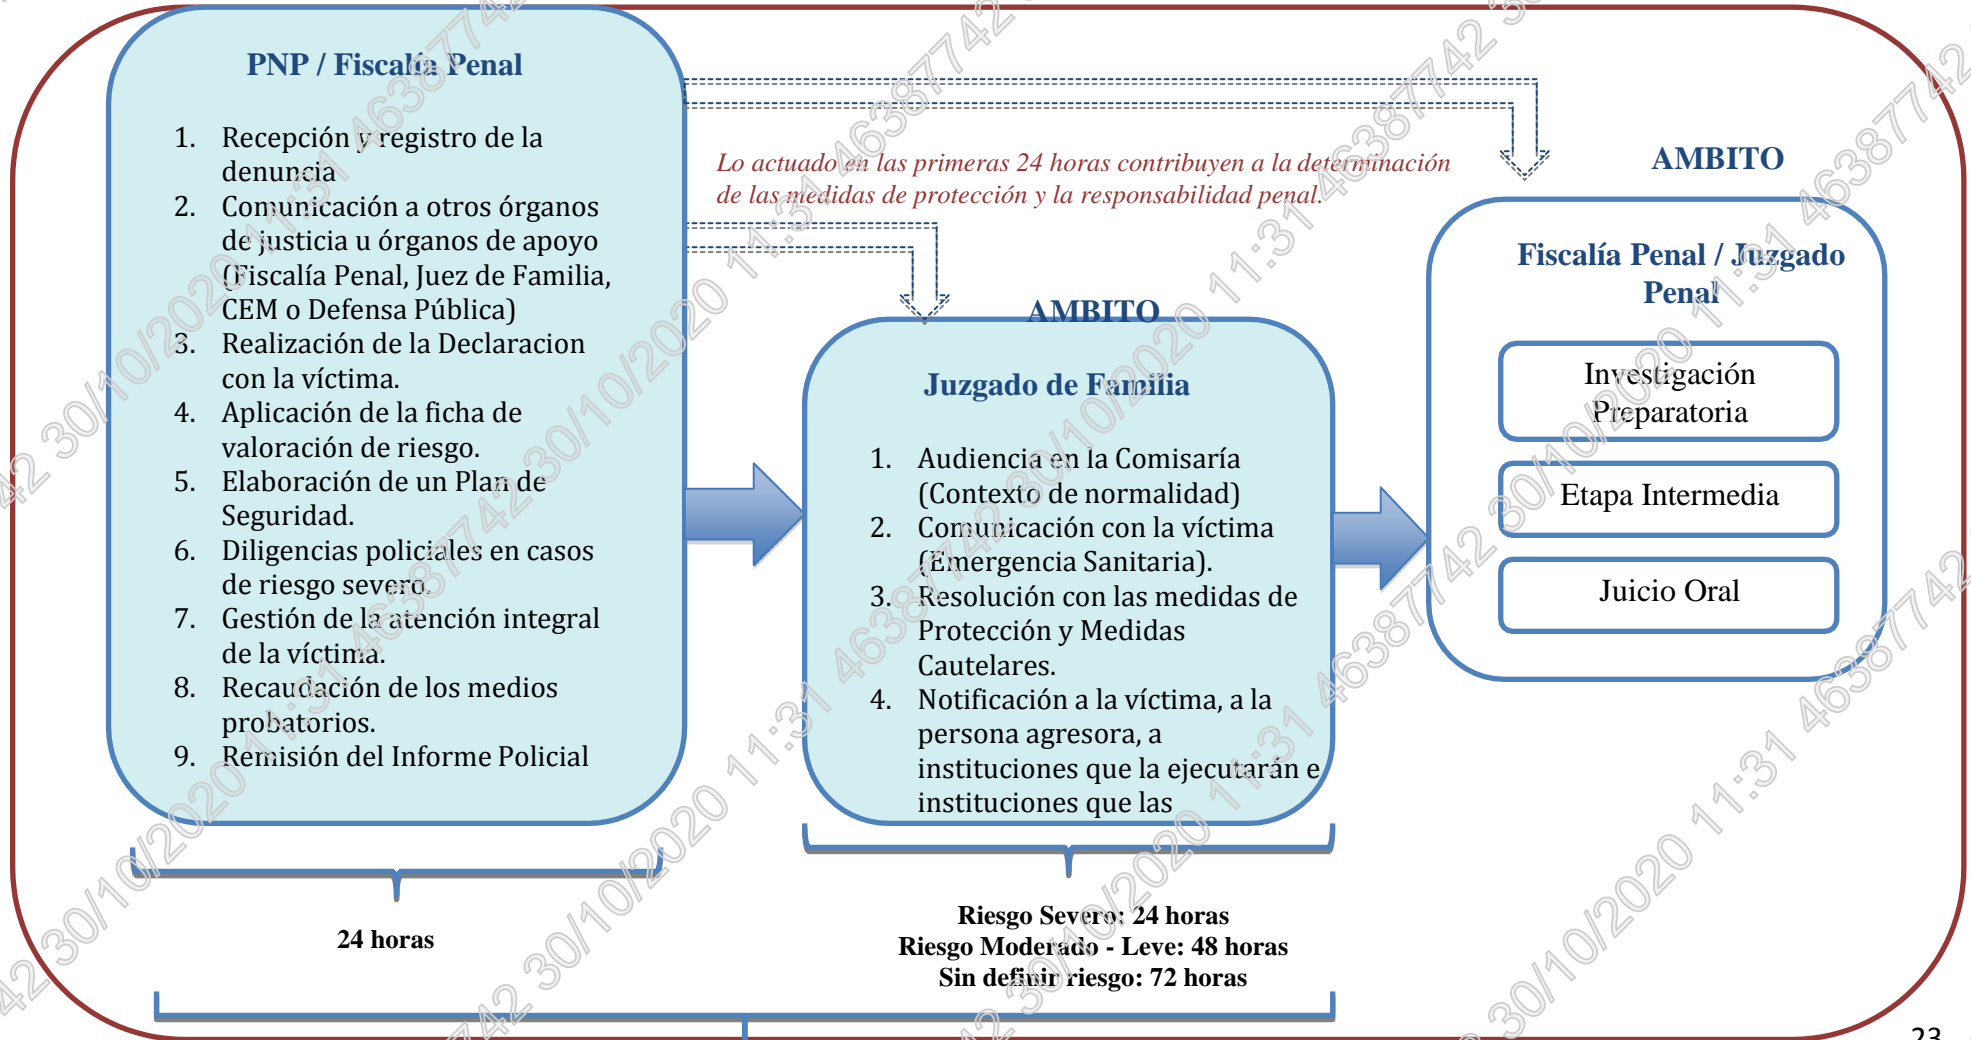 PNP / Fiscalía Penal
1. Recepción y registro de la
denuncia
2. Comunicación a otros órganos
de justicia u órganos de apoyo
(Fiscalía Penal, Juez de Familia,
CEM o Defensa Pública)
3. Realización de la Declaracion
con la víctima.
4. Aplicación de la ficha de
valoración de riesgo.
5. Elaboración de un Plan de
Seguridad.
6. Diligencias policiales en casos
de riesgo severo.
7. Gestión de la atención integral
de la víctima.
8. Recaudación de los medios
probatorios.
9. Remisión del Informe Policial
24 horas
Lo actuado en las primeras 24 horas contribuyen a la determinación
de las medidas de protección y la responsabilidad penal.
AMBITO
Juzgado de Familia
1. Audiencia en la Comisaría
(Contexto de normalidad)
2. Comunicación con la víctima
(Emergencia Sanitaria).
3. Resolución con las medidas de
Protección y Medidas
Cautelares.
4. Notificación a la víctima, a la
persona agresora, a
instituciones que la ejecutarán e
instituciones que las
Riesgo Severo: 24 horas
Riesgo Moderado - Leve: 48 horas
Sin definir riesgo: 72 horas
AMBITO
Fiscalía Penal / Juzgado
Penal
Investigación
Preparatoria
Etapa Intermedia
Juicio Oral
23
46387742 30/10/2020 11:31